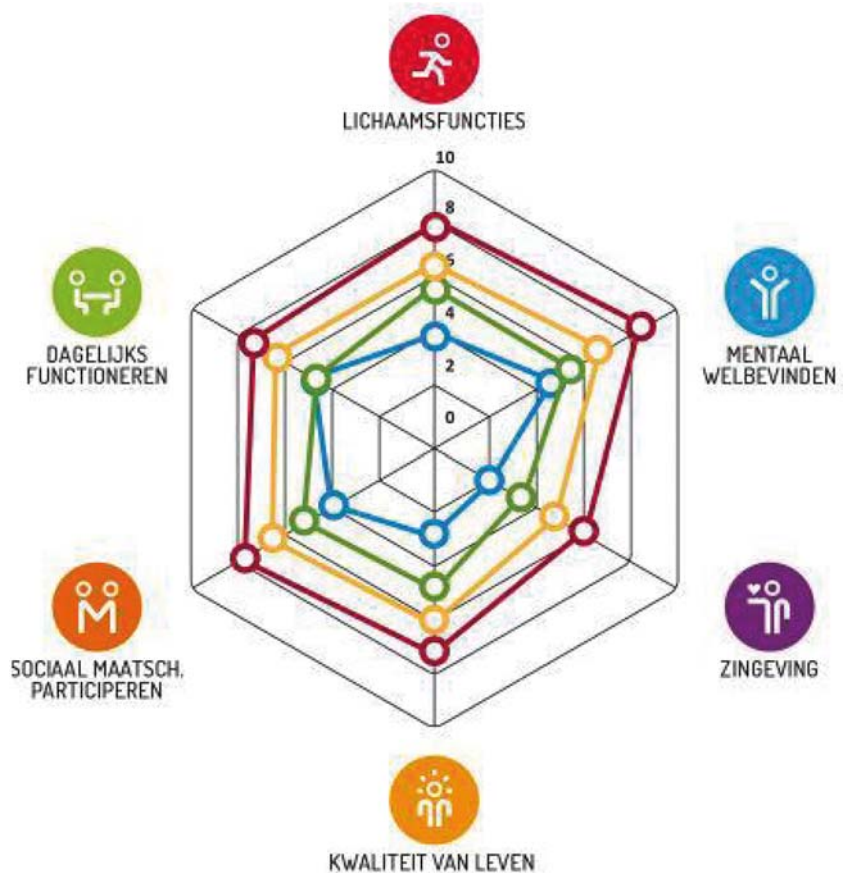 LICHAAMSFUNCTIES
10
8
6
4
2
0
DAGELIJKS
FUNCTIONEREN
MENTAAL
WELBEVINDEN
SOCIAAL MAATSCH.
PARTICIPEREN
ZINGEVING
KWALITEIT VAN LEVEN